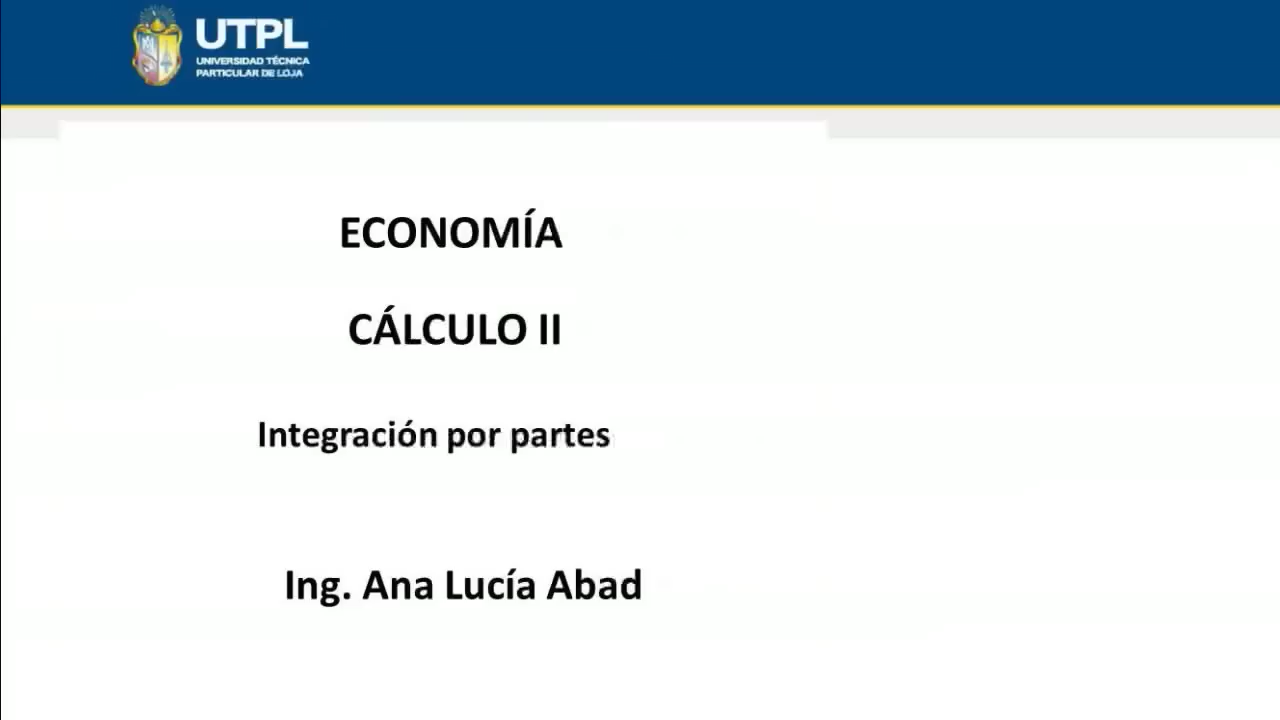 UTPL
UNIVERSIDAD TÉCNICA
PARTICULAR DE LOJA
ECONOMÍA
CÁLCULO II
Integración por partes
Ing. Ana Lucía Abad